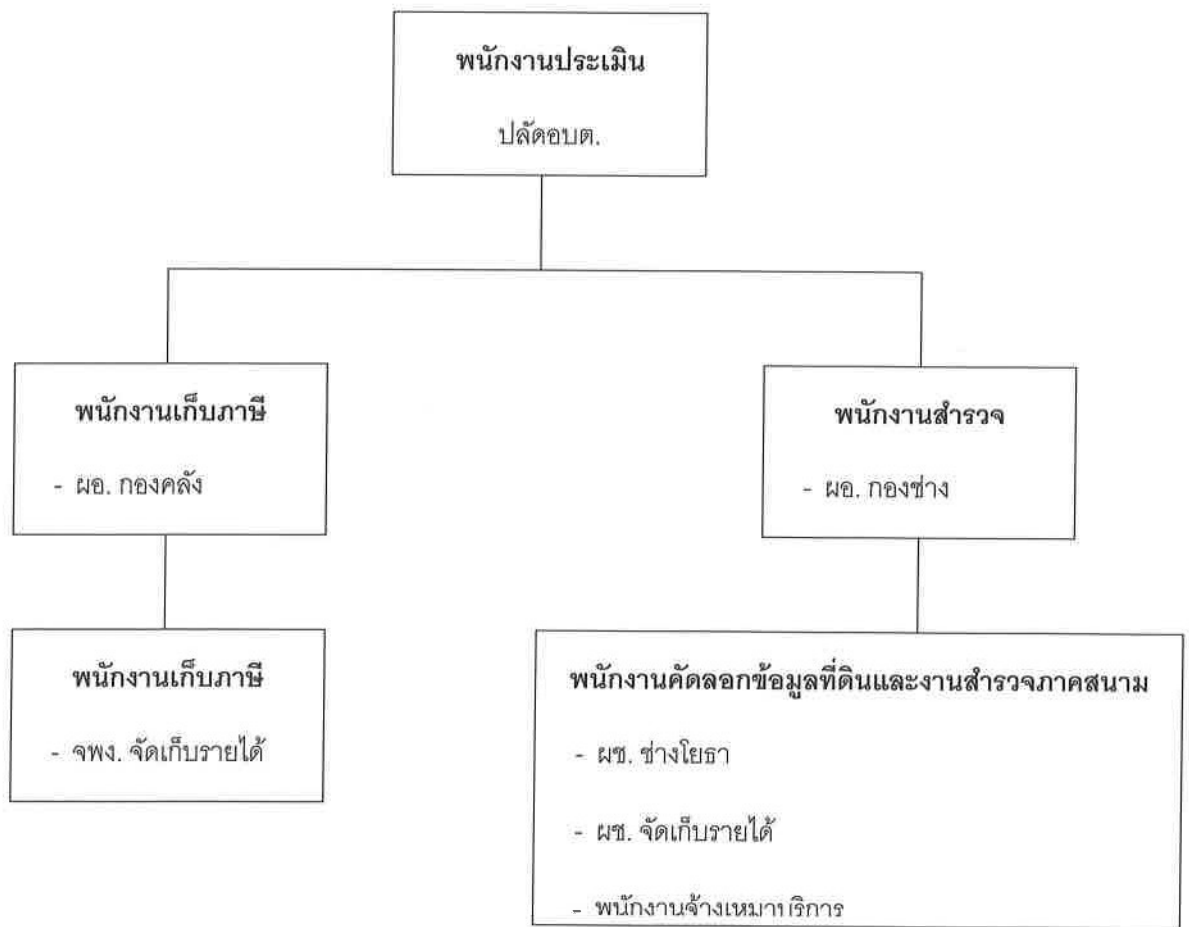 พนักงานประเมิน
ปลัดอบต.
พนักงานเก็บภาษี
- ผอ. กองคลัง
พนักงานสำรวจ
- ผอ. กองช่าง
พนักงานเก็บภาษี
- จพง. จัดเก็บรายได้
พนักงานคัดลอกข้อมูลที่ดินและงานสำรวจภาคสนาม
- ผช. ช่างโยธา
- ผช. จัดเก็บรายได้
- พนักงานจ้างเหมาบริการ